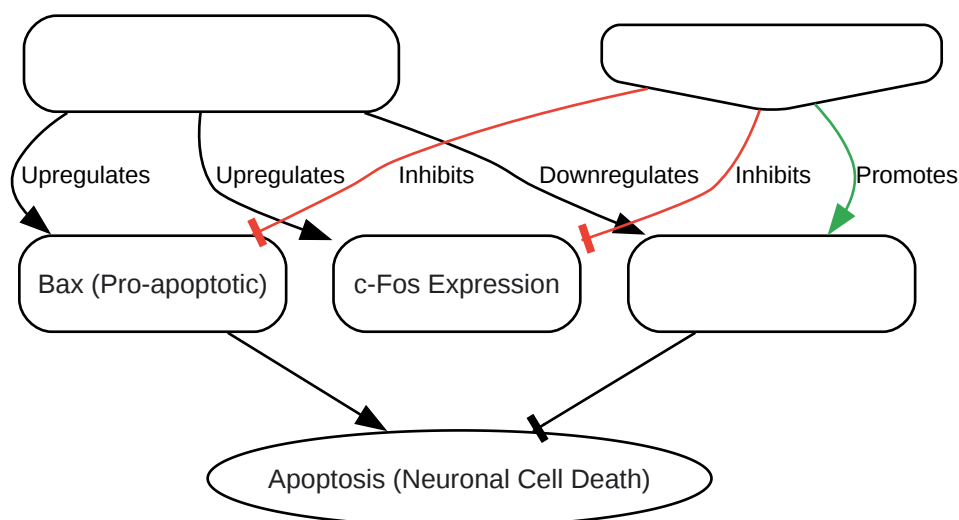 Upregulates
Upregulates
Inhibits
Downregulates
Inhibits
Promotes
Bax (Pro-apoptotic)
c-Fos Expression
Apoptosis (Neuronal Cell Death)